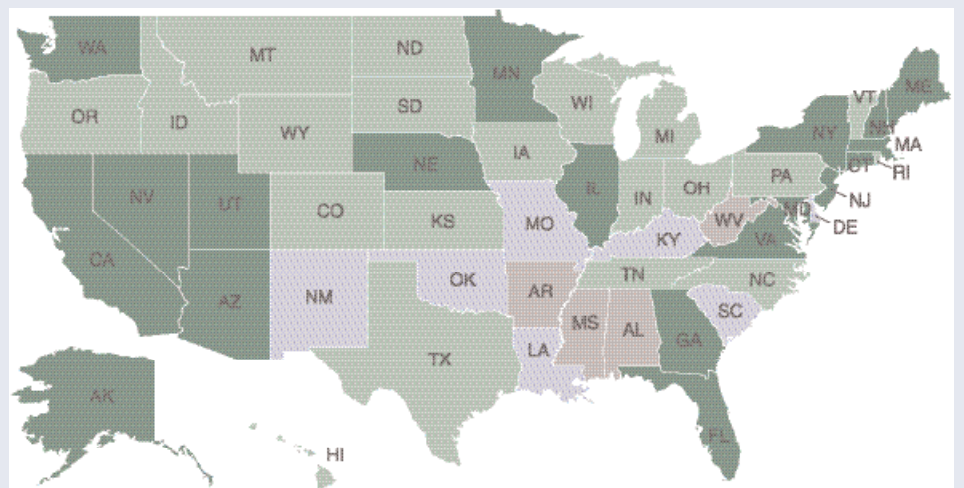 WA
MT
ND
MN
VT
ME
OR
ID
SD
WI
MI
NY
NH
WY
MA
IA
NE
CT
RI
PA
NV
UT
IL
IN
OH
NJ
CO
KS
MO
WV
MD
DE
KY
VA
CA
TN
NC
AZ
NM
OK
AR
SC
MS
AL
GA
TX
LA
AK
FL
HI